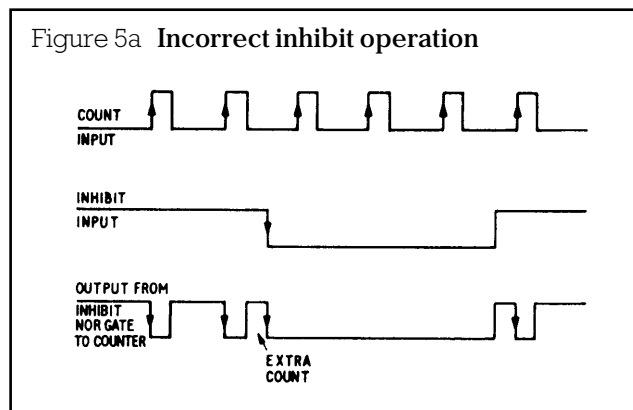 Figure 5a Incorrect inhibit operation
COUNT
INPUT
INHIBIT
INPUT
OUTPUT FROM
INHIBIT
NOR GATE
TO COUNTER
EXTRA
COUNT